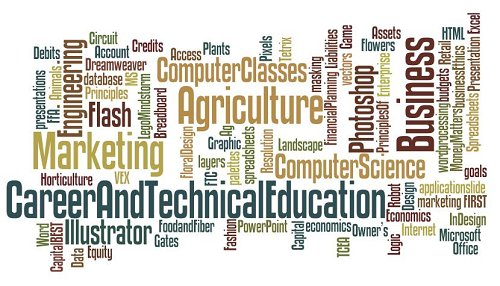 Debits
Circuit
Account
Credits
Dreamweaver
database
MS
Principles
Animals
FFA
presentations
Engineering
Flash
LegoMindstorm
Breadboard
Access
Plants
Pixels
Tetrix
ComputerClasses
Agriculture
masking
FinancialPlanning
Liabilities
Game
vectors
Assets
Flowers
Photoshop
Enterprise
PrinciplesOf
Business
HTML
Retail
budgets
wordprocessing
MoneyMatters
businessethics
Spreadsheets
Presentation
Excel
Marketing
Horticulture
VEX
FloralDesign
Graphic
Ag
layers
palettes
spreadsheets
Resolution
FTC
Landscape
ComputerScience
goals
CareerAndTechnicalEducation
Robot
Design
applicationslide
marketing
FIRST
Word
CapitalBEST
Illustrator
Data
Equity
FoodandFiber
Gates
Fashion
PowerPoint
Capital
economics
TCEA
Owner's
Logic
Economics
Internet
InDesign
Microsoft
Office